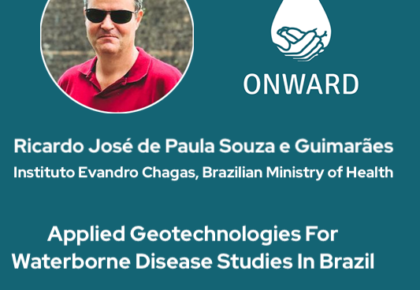 ONWARD
Ricardo José de Paula Souza e Guimarães
Instituto Evandro Chagas, Brazilian Ministry of Health
Applied Geotechnologies For
Waterborne Disease Studies In Brazil